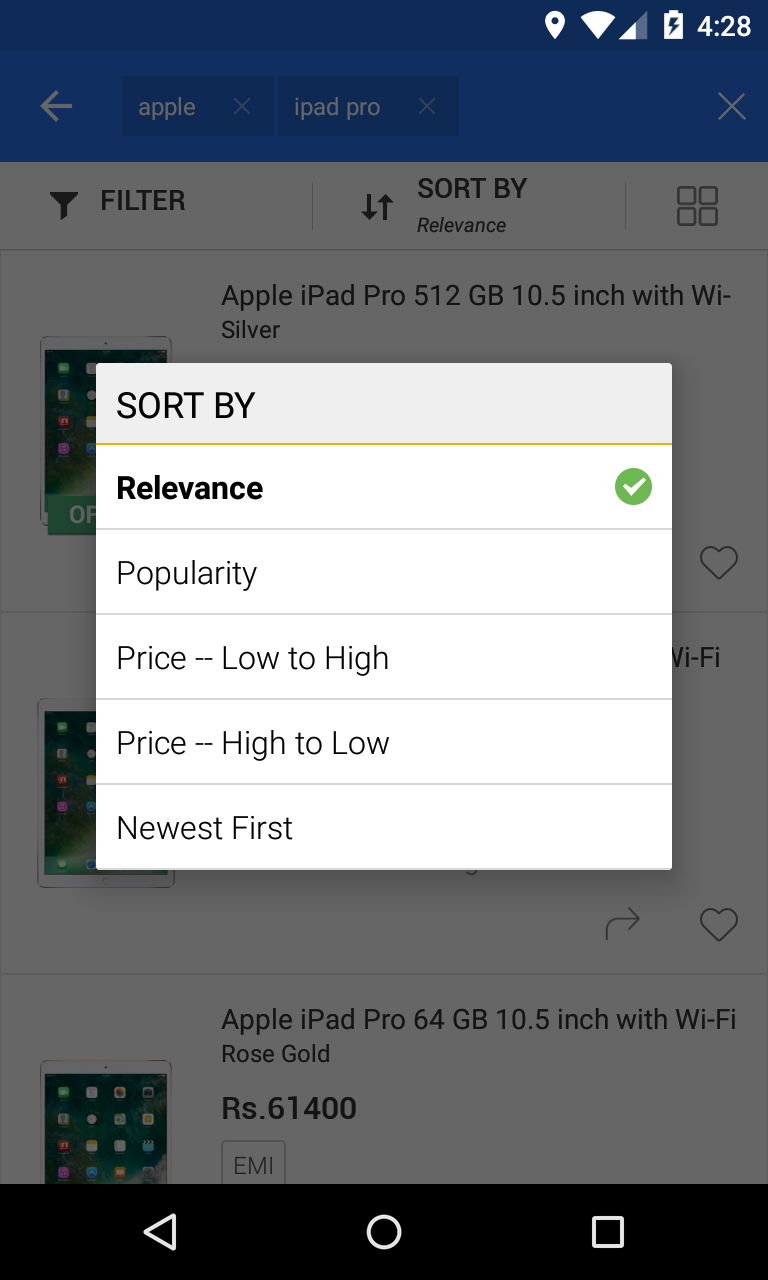 4:28
apple
ipad pro
FILTER
SORT BY
Relevance
Apple iPad Pro 512 GB 10.5 inch with Wi-
Silver
SORT BY
Relevance
Popularity
Price -- Low to High
Price -- High to Low
Newest First
Wi-Fi
Apple iPad Pro 64 GB 10.5 inch with Wi-Fi
Rose Gold
Rs.61400
EMI